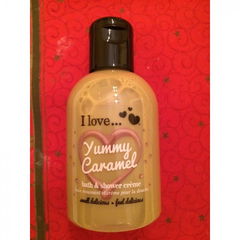 I love...
Yummy
Caramel
bath & shower crème
smell delicious • feel delicious